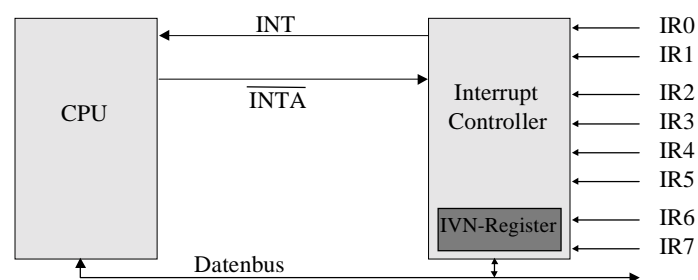 INT
IR0
IR1
INTA
CPU
Interrupt
Controller
IR2
IR3
IR4
IR5
IVN-Register
IR6
IR7
Datenbus